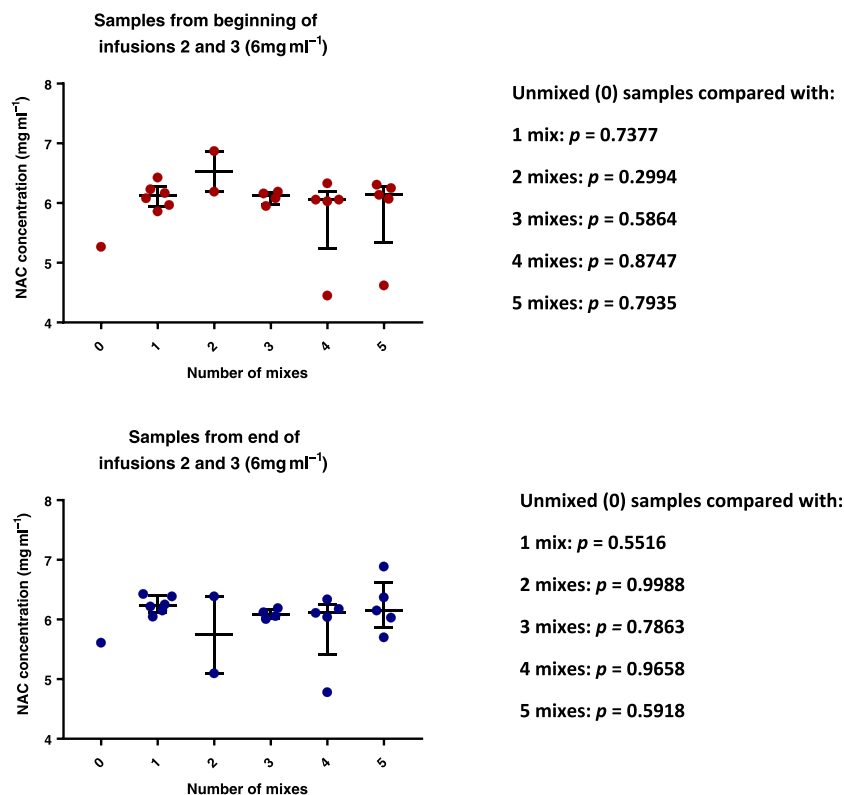 Samples from beginning of
infusions 2 and 3 (6mg ml⁻¹)
NAC concentration (mg ml⁻¹)
8
7
6
5
4
0
1
2
3
4
5
Number of mixes
Unmixed (0) samples compared with:
1 mix: p = 0.7377
2 mixes: p = 0.2994
3 mixes: p = 0.5864
4 mixes: p = 0.8747
5 mixes: p = 0.7935
Samples from end of
infusions 2 and 3 (6mg ml⁻¹)
NAC concentration (mg ml⁻¹)
8
7
6
5
4
0
1
2
3
4
5
Number of mixes
Unmixed (0) samples compared with:
1 mix: p = 0.5516
2 mixes: p = 0.9988
3 mixes: p = 0.7863
4 mixes: p = 0.9658
5 mixes: p = 0.5918